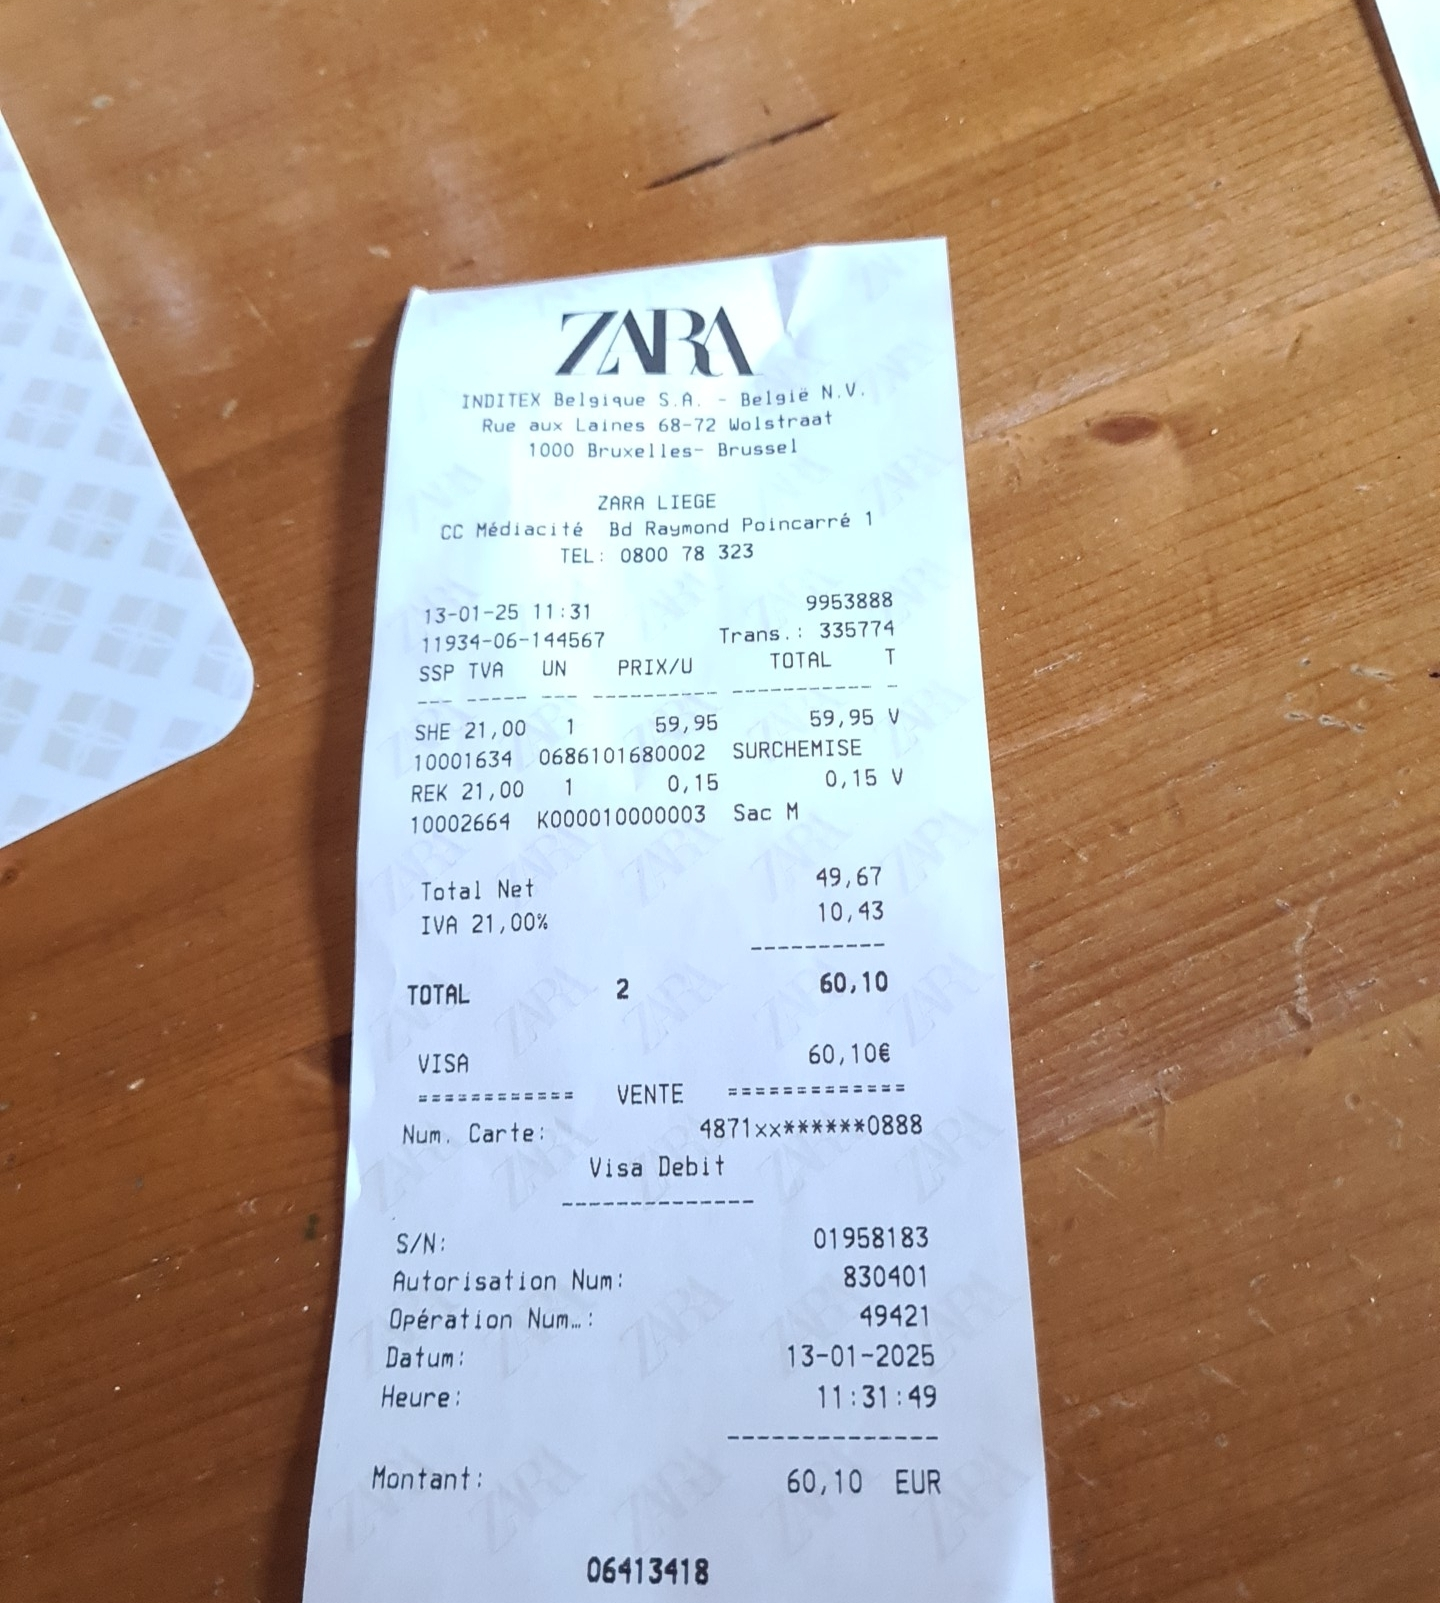 ZARA
INDITEX Belgique S.A. - België N.V.
Rue aux Laines 68-72 Wolstraat
1000 Bruxelles- Brussel
ZARA LIEGE
CC Médiacité Bd Raymond Poincarré 1
TEL: 0800 78 323
13-01-25 11:31 9953888
11934-06-144567 Trans.: 335774
SSP TVA UN PRIX/U TOTAL T
--- ----- --- ---------- ----------- -
SHE 21,00 1 59,95 59,95 V
10001634 0686101680002 SURCHEMISE
REK 21,00 1 0,15 0,15 V
10002664 K000010000003 Sac M
Total Net 49,67
IVA 21,00% 10,43
----------
TOTAL 2 60,10
VISA 60,10€
============ VENTE =============
Num. Carte: 4871xx******0888
Visa Debit
--------------
S/N: 01958183
Autorisation Num: 830401
Opération Num…: 49421
Datum: 13-01-2025
Heure: 11:31:49
--------------
Montant: 60,10 EUR
06413418